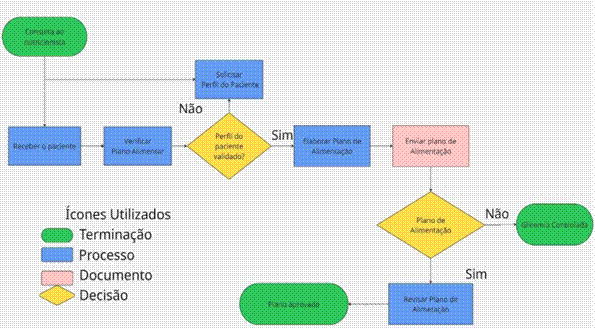 Consulta ao
nutricionista
Solicitar
Perfil do Paciente
Não
Receber o paciente
Verificar
Plano Alimentar
Perfil do
paciente
validado?
Sim
Elaborar Plano de
Alimentação
Enviar plano de
Alimentação
Plano de
Alimentação
Não
Glicemia Controlada
Sim
Revisar Plano de
Alimetação
Plano aprovado
Ícones Utilizados
Terminação
Processo
Documento
Decisão